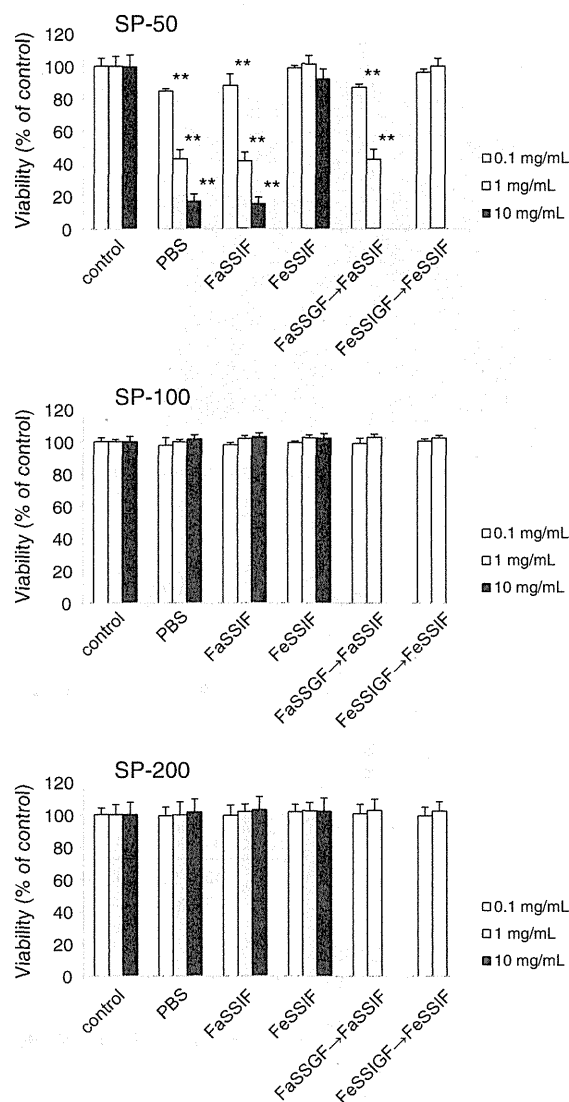 SP-50
Viability (% of control)
120
100
80
60
40
20
0
** ** ** ** ** ** ** **
control
PBS
FaSSIF
FeSSIF
FaSSGF→FaSSIF
FeSSIGF→FeSSIF
0.1 mg/mL
1 mg/mL
10 mg/mL
SP-100
Viability (% of control)
120
100
80
60
40
20
0
control
PBS
FaSSIF
FeSSIF
FaSSGF→FaSSIF
FeSSIGF→FeSSIF
0.1 mg/mL
1 mg/mL
10 mg/mL
SP-200
Viability (% of control)
120
100
80
60
40
20
0
control
PBS
FaSSIF
FeSSIF
FaSSGF→FaSSIF
FeSSIGF→FeSSIF
0.1 mg/mL
1 mg/mL
10 mg/mL